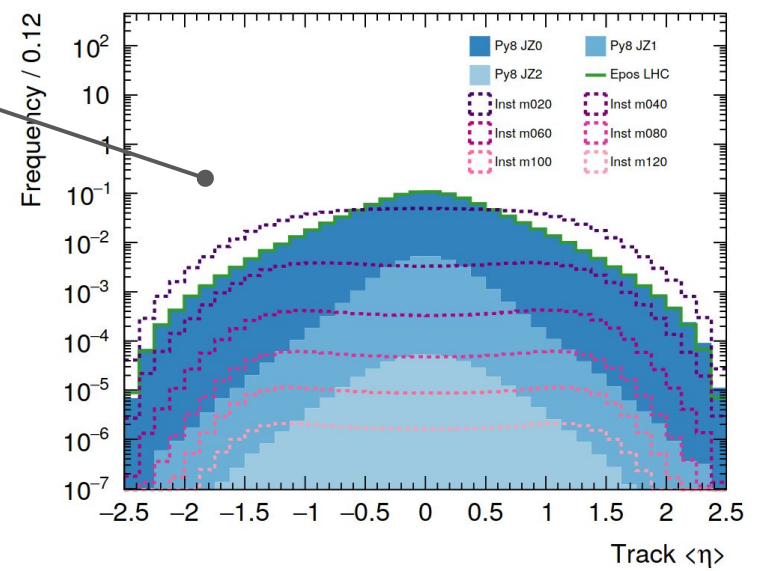 Frequency / 0.12
10²
10
1
10⁻¹
10⁻²
10⁻³
10⁻⁴
10⁻⁵
10⁻⁶
10⁻⁷
Py8 JZ0 Py8 JZ1
Py8 JZ2 Epos LHC
Inst m020 Inst m040
Inst m060 Inst m080
Inst m100 Inst m120
−2.5 −2 −1.5 −1 −0.5 0 0.5 1 1.5 2 2.5
Track <η>